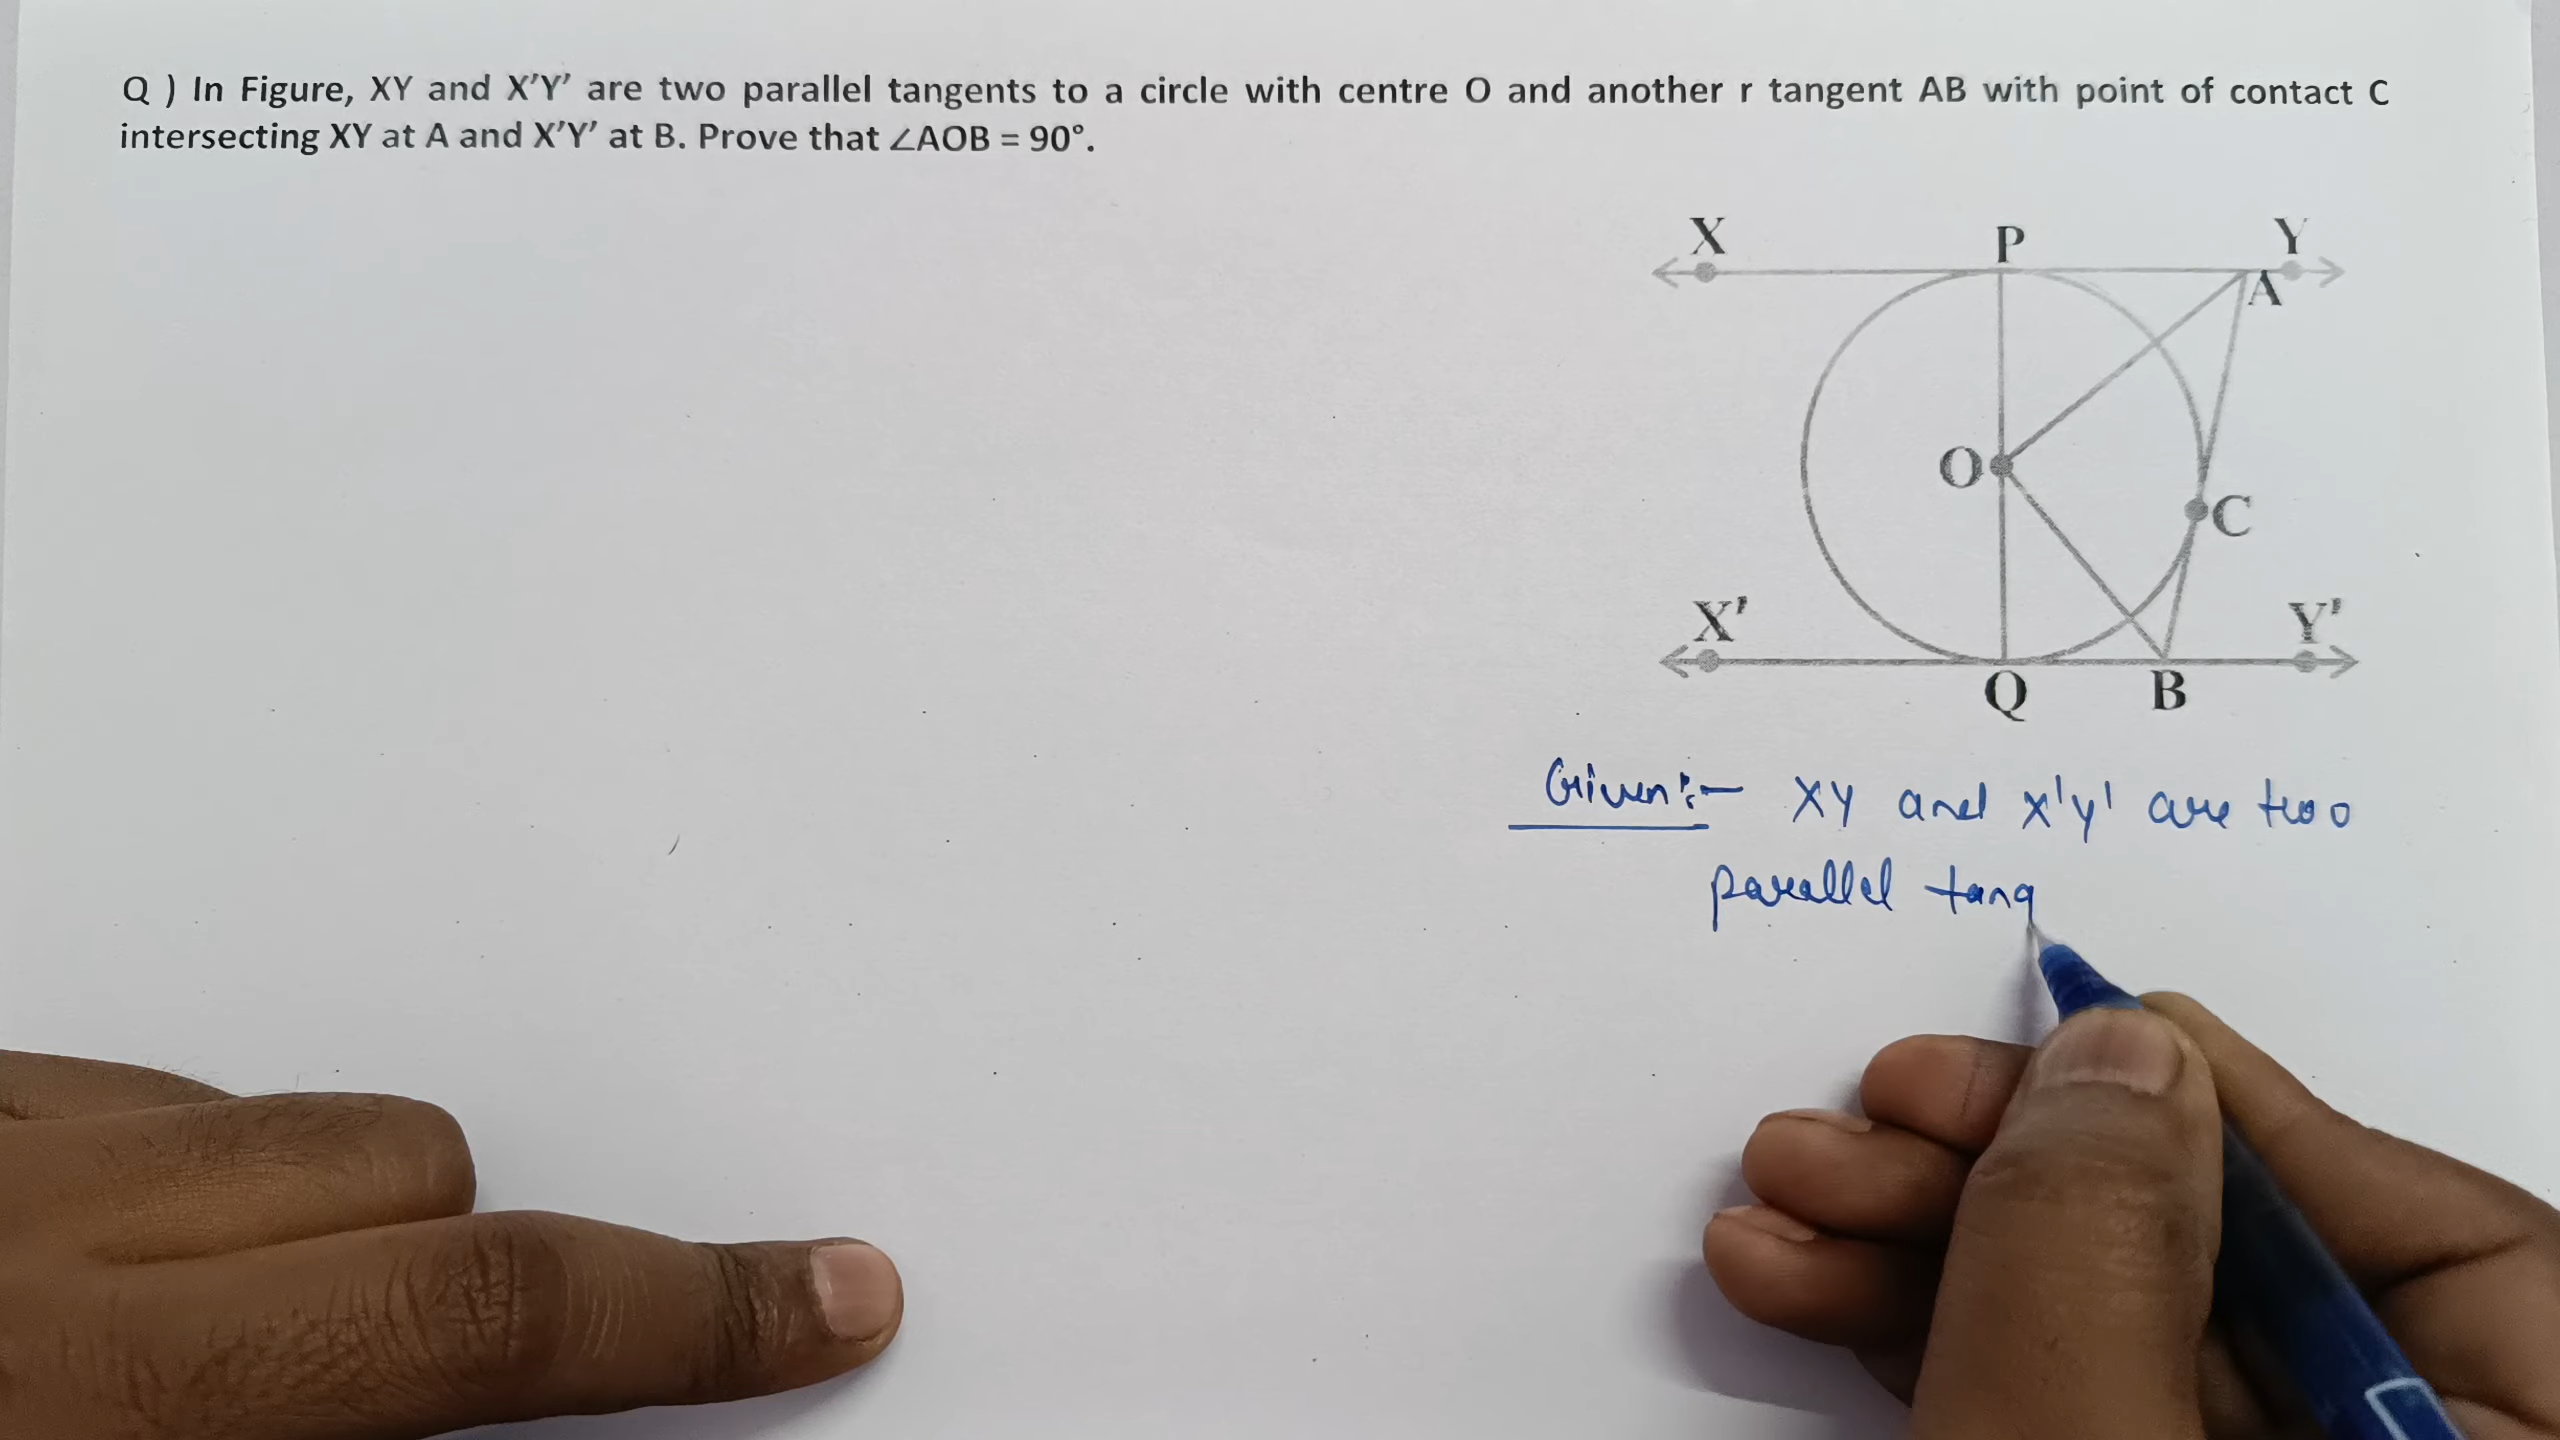 Q ) In Figure, XY and X′Y′ are two parallel tangents to a circle with centre O and another r tangent AB with point of contact C
intersecting XY at A and X′Y′ at B. Prove that ∠AOB = 90°.
X P Y
A
O
C
X' Y'
Q B
Given:- XY and X'Y' are two
parallel tang